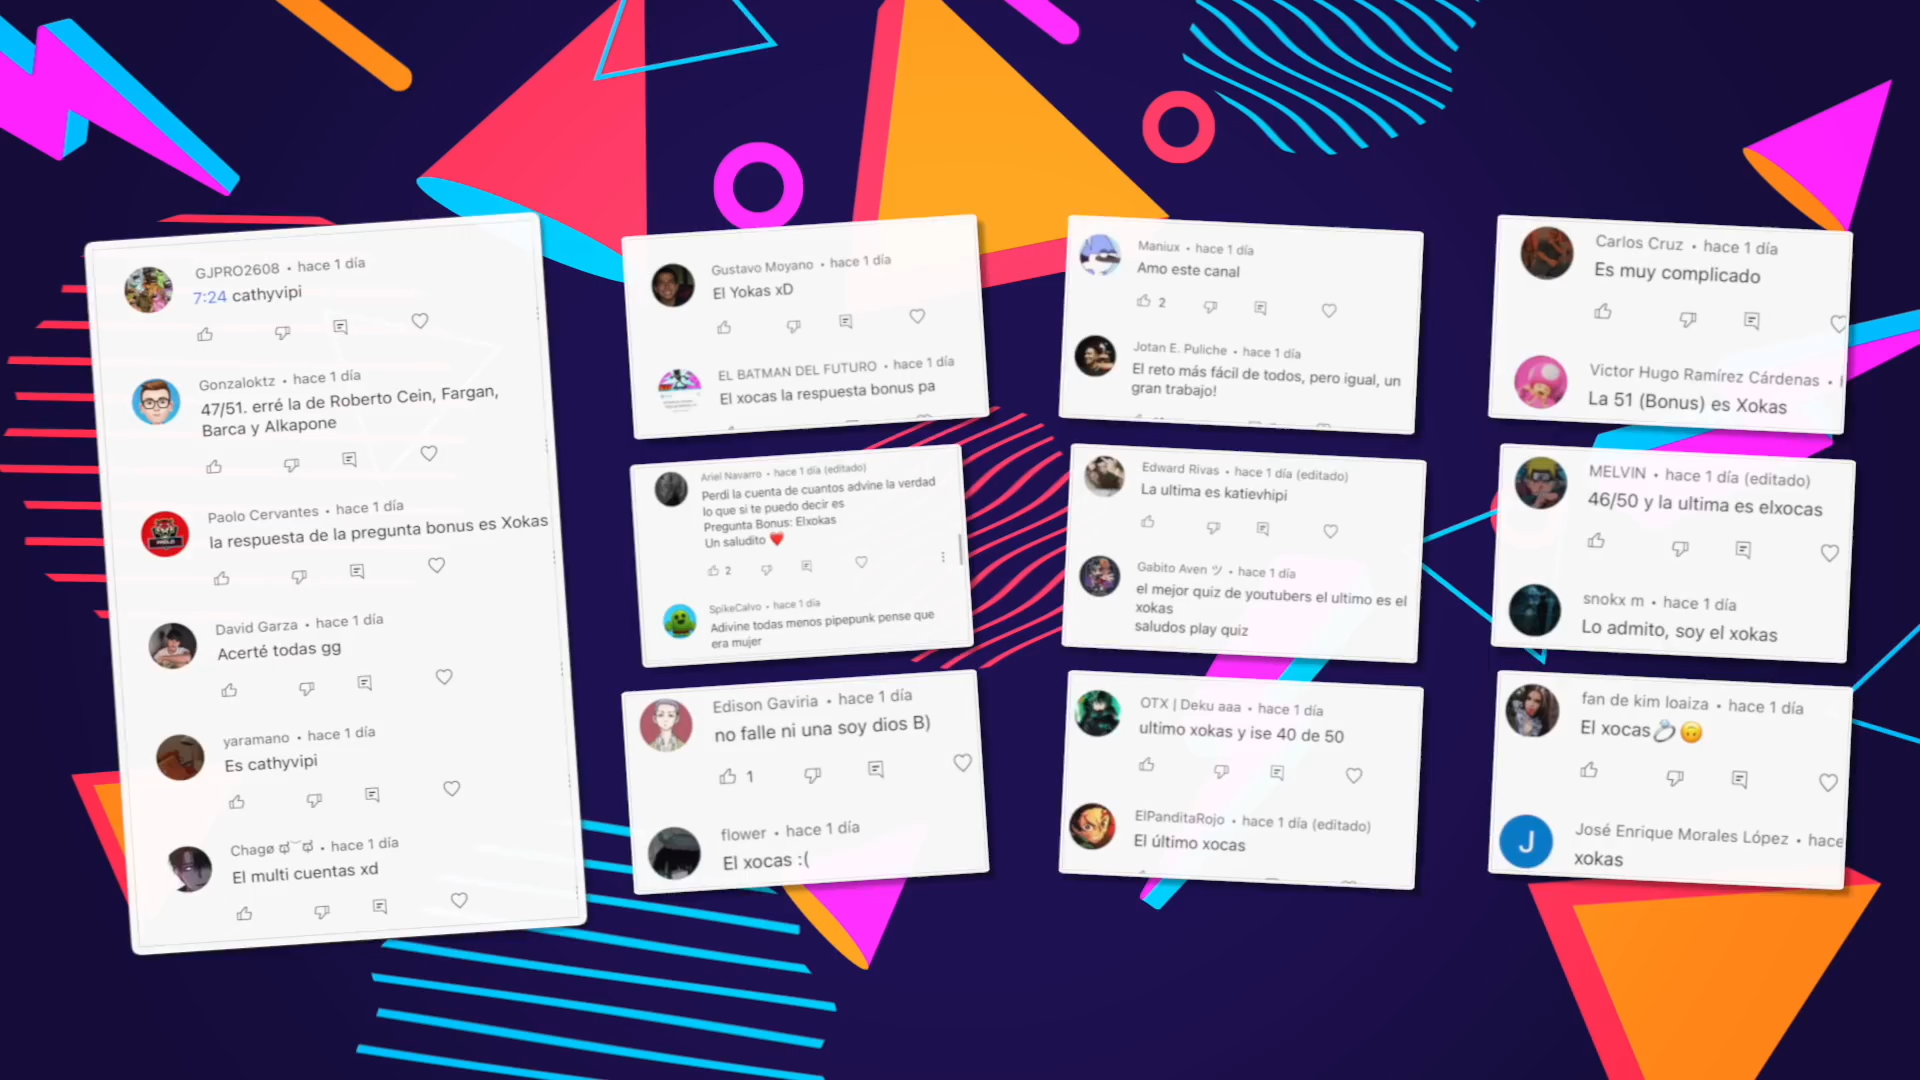 GJPRO2608 • hace 1 día
7:24 cathyvipi
Gonzaloktz • hace 1 día
47/51. erré la de Roberto Cein, Fargan,
Barca y Alkapone
Paolo Cervantes • hace 1 día
la respuesta de la pregunta bonus es Xokas
David Garza • hace 1 día
Acerté todas gg
yaramano • hace 1 día
Es cathyvipi
Chagø • hace 1 día
El multi cuentas xd
Gustavo Moyano • hace 1 día
El Yokas xD
EL BATMAN DEL FUTURO • hace 1 día
El xocas la respuesta bonus pa
Ariel Navarro • hace 1 día (editado)
Perdi la cuenta de cuantos advine la verdad
lo que si te puedo decir es
Pregunta Bonus: Elxokas
Un saludito ❤️
2
SpikeCalvo • hace 1 día
Adivine todas menos pipepunk pense que
era mujer
Edison Gaviria • hace 1 día
no falle ni una soy dios B)
1
flower • hace 1 día
El xocas :(
Maniux • hace 1 día
Amo este canal
2
Jotan E. Puliche • hace 1 día
El reto más fácil de todos, pero igual, un
gran trabajo!
Edward Rivas • hace 1 día (editado)
La ultima es katievhipi
Gabito Aven ツ • hace 1 día
el mejor quiz de youtubers el ultimo es el
xokas
saludos play quiz
OTX | Deku aaa • hace 1 día
ultimo xokas y ise 40 de 50
ElPanditaRojo • hace 1 día (editado)
El último xocas
Carlos Cruz • hace 1 día
Es muy complicado
Victor Hugo Ramírez Cárdenas •
La 51 (Bonus) es Xokas
MELVIN • hace 1 día (editado)
46/50 y la ultima es elxocas
snokx m • hace 1 día
Lo admito, soy el xokas
fan de kim loaiza • hace 1 día
El xocas💍🙃
J
José Enrique Morales López • hace
xokas